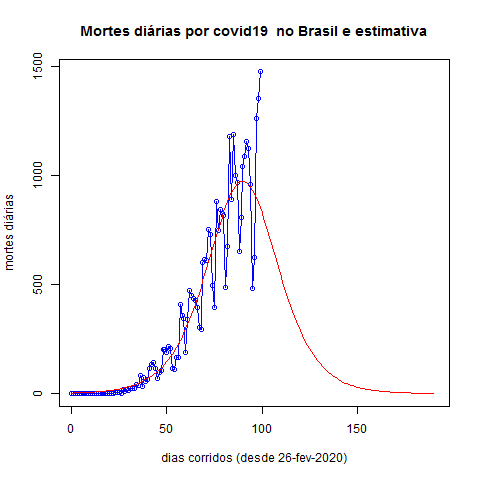 Mortes diárias por covid19 no Brasil e estimativa
mortes diárias
1500
1000
500
0
0 50 100 150
dias corridos (desde 26-fev-2020)